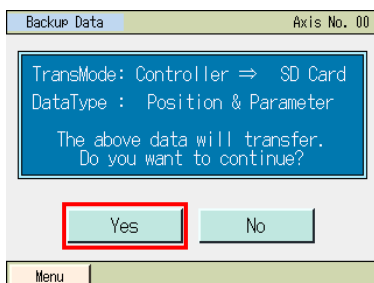 Backup Data Axis No. 00
TransMode: Controller ⇒ SD Card
DataType : Position & Parameter
The above data will transfer.
Do you want to continue?
Yes No
Menu